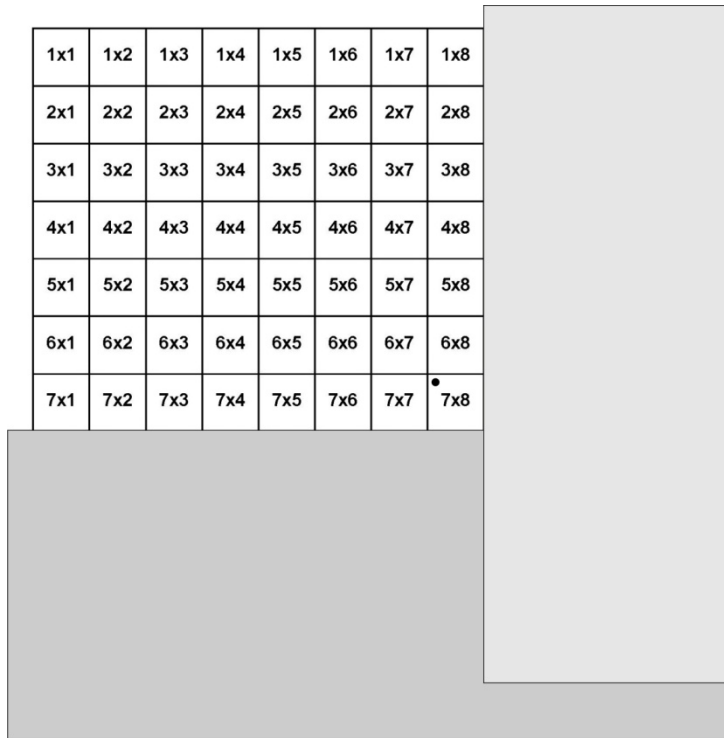 1x1 1x2 1x3 1x4 1x5 1x6 1x7 1x8
2x1 2x2 2x3 2x4 2x5 2x6 2x7 2x8
3x1 3x2 3x3 3x4 3x5 3x6 3x7 3x8
4x1 4x2 4x3 4x4 4x5 4x6 4x7 4x8
5x1 5x2 5x3 5x4 5x5 5x6 5x7 5x8
6x1 6x2 6x3 6x4 6x5 6x6 6x7 6x8
7x1 7x2 7x3 7x4 7x5 7x6 7x7 7x8